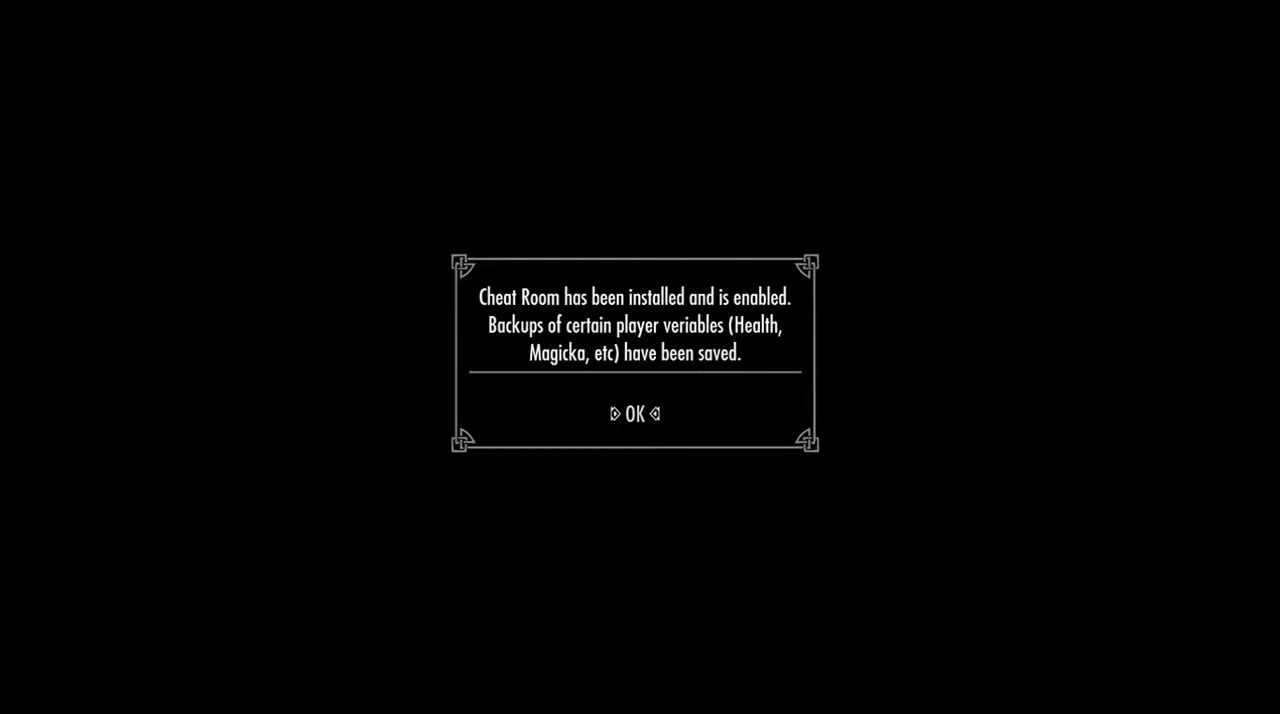 Cheat Room has been installed and is enabled.
Backups of certain player veriables (Health,
Magicka, etc) have been saved.
OK